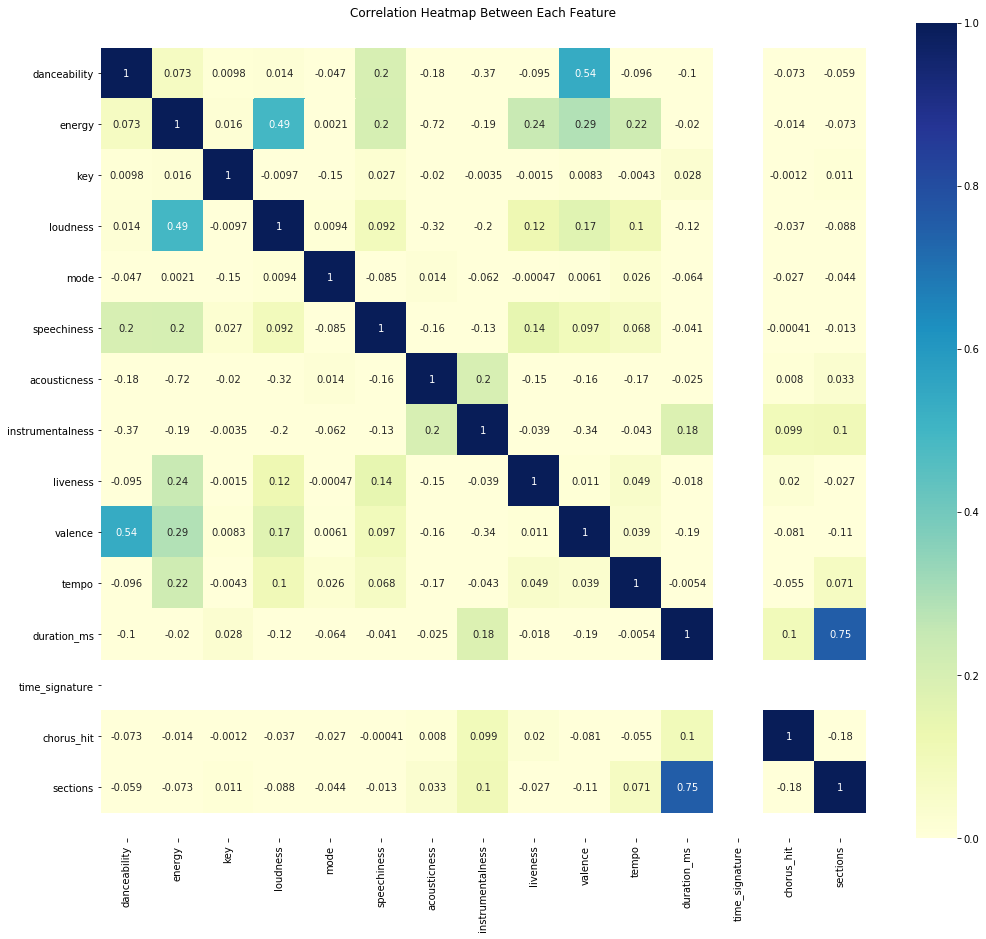 Correlation Heatmap Between Each Feature
danceability 1 0.073 0.0098 0.014 -0.047 0.2 -0.18 -0.37 -0.095 0.54 -0.096 -0.1 -0.073 -0.059
energy 0.073 1 0.016 0.49 0.0021 0.2 -0.72 -0.19 0.24 0.29 0.22 -0.02 -0.014 -0.073
key 0.0098 0.016 1 -0.0097 -0.15 0.027 -0.02 -0.0035 -0.0015 0.0083 -0.0043 0.028 -0.0012 0.011
loudness 0.014 0.49 -0.0097 1 0.0094 0.092 -0.32 -0.2 0.12 0.17 0.1 -0.12 -0.037 -0.088
mode -0.047 0.0021 -0.15 0.0094 1 -0.085 0.014 -0.062 -0.00047 0.0061 0.026 -0.064 -0.027 -0.044
speechiness 0.2 0.2 0.027 0.092 -0.085 1 -0.16 -0.13 0.14 0.097 0.068 -0.041 -0.00041 -0.013
acousticness -0.18 -0.72 -0.02 -0.32 0.014 -0.16 1 0.2 -0.15 -0.16 -0.17 -0.025 0.008 0.033
instrumentalness -0.37 -0.19 -0.0035 -0.2 -0.062 -0.13 0.2 1 -0.039 -0.34 -0.043 0.18 0.099 0.1
liveness -0.095 0.24 -0.0015 0.12 -0.00047 0.14 -0.15 -0.039 1 0.011 0.049 -0.018 0.02 -0.027
valence 0.54 0.29 0.0083 0.17 0.0061 0.097 -0.16 -0.34 0.011 1 0.039 -0.19 -0.081 -0.11
tempo -0.096 0.22 -0.0043 0.1 0.026 0.068 -0.17 -0.043 0.049 0.039 1 -0.0054 -0.055 0.071
duration_ms -0.1 -0.02 0.028 -0.12 -0.064 -0.041 -0.025 0.18 -0.018 -0.19 -0.0054 1 0.1 0.75
time_signature
chorus_hit -0.073 -0.014 -0.0012 -0.037 -0.027 -0.00041 0.008 0.099 0.02 -0.081 -0.055 0.1 1 -0.18
sections -0.059 -0.073 0.011 -0.088 -0.044 -0.013 0.033 0.1 -0.027 -0.11 0.071 0.75 -0.18 1
danceability
energy
key
loudness
mode
speechiness
acousticness
instrumentalness
liveness
valence
tempo
duration_ms
time_signature
chorus_hit
sections
1.0
0.8
0.6
0.4
0.2
0.0